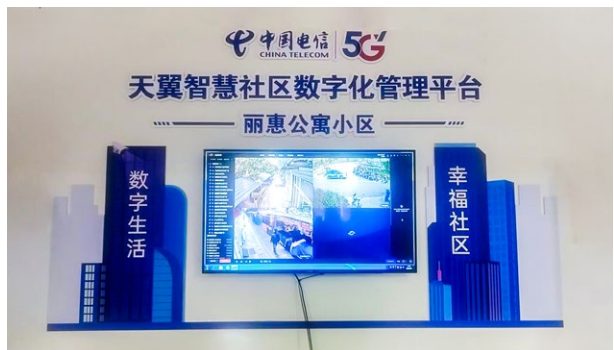 中国电信 5G
CHINA TELECOM
天翼智慧社区数字化管理平台
丽惠公寓小区
数字生活
幸福社区